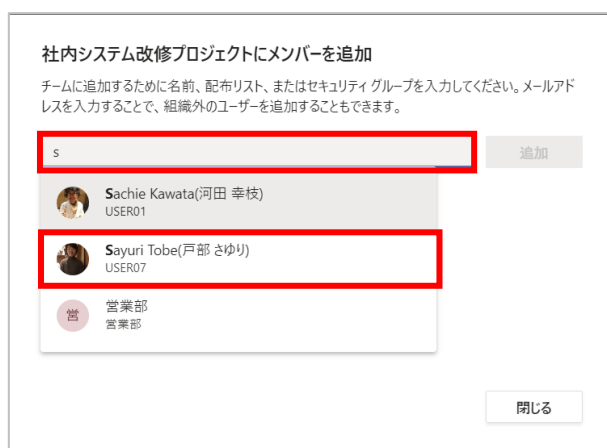 社内システム改修プロジェクトにメンバーを追加
チームに追加するために名前、配布リスト、またはセキュリティ グループを入力してください。メールアド
レスを入力することで、組織外のユーザーを追加することもできます。
s
追加
Sachie Kawata(河田 幸枝)
USER01
Sayuri Tobe(戸部 さゆり)
USER07
営
営業部
営業部
閉じる